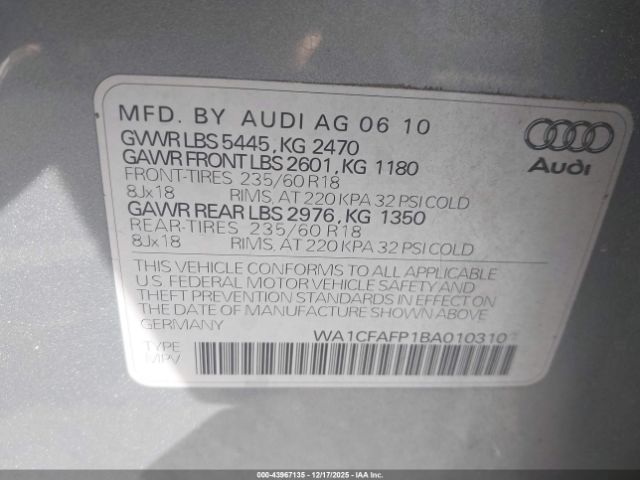 MFD. BY AUDI AG 06 10
GVWR LBS 5445, KG 2470
GAWR FRONT LBS 2601, KG 1180
FRONT-TIRES 235/60 R18
8Jx18 RIMS, AT 220 KPA 32 PSI COLD
GAWR REAR LBS 2976, KG 1350
REAR-TIRES 235/60 R18
8Jx18 RIMS, AT 220 KPA 32 PSI COLD
Audi
THIS VEHICLE CONFORMS TO ALL APPLICABLE
U.S. FEDERAL MOTOR VEHICLE SAFETY AND
THEFT PREVENTION STANDARDS IN EFFECT ON
THE DATE OF MANUFACTURE SHOWN ABOVE
GERMANY
WA1CFAFP1BA010310
TYPE
MPV
000-43967135 - 12/17/2025 - IAAI.COM